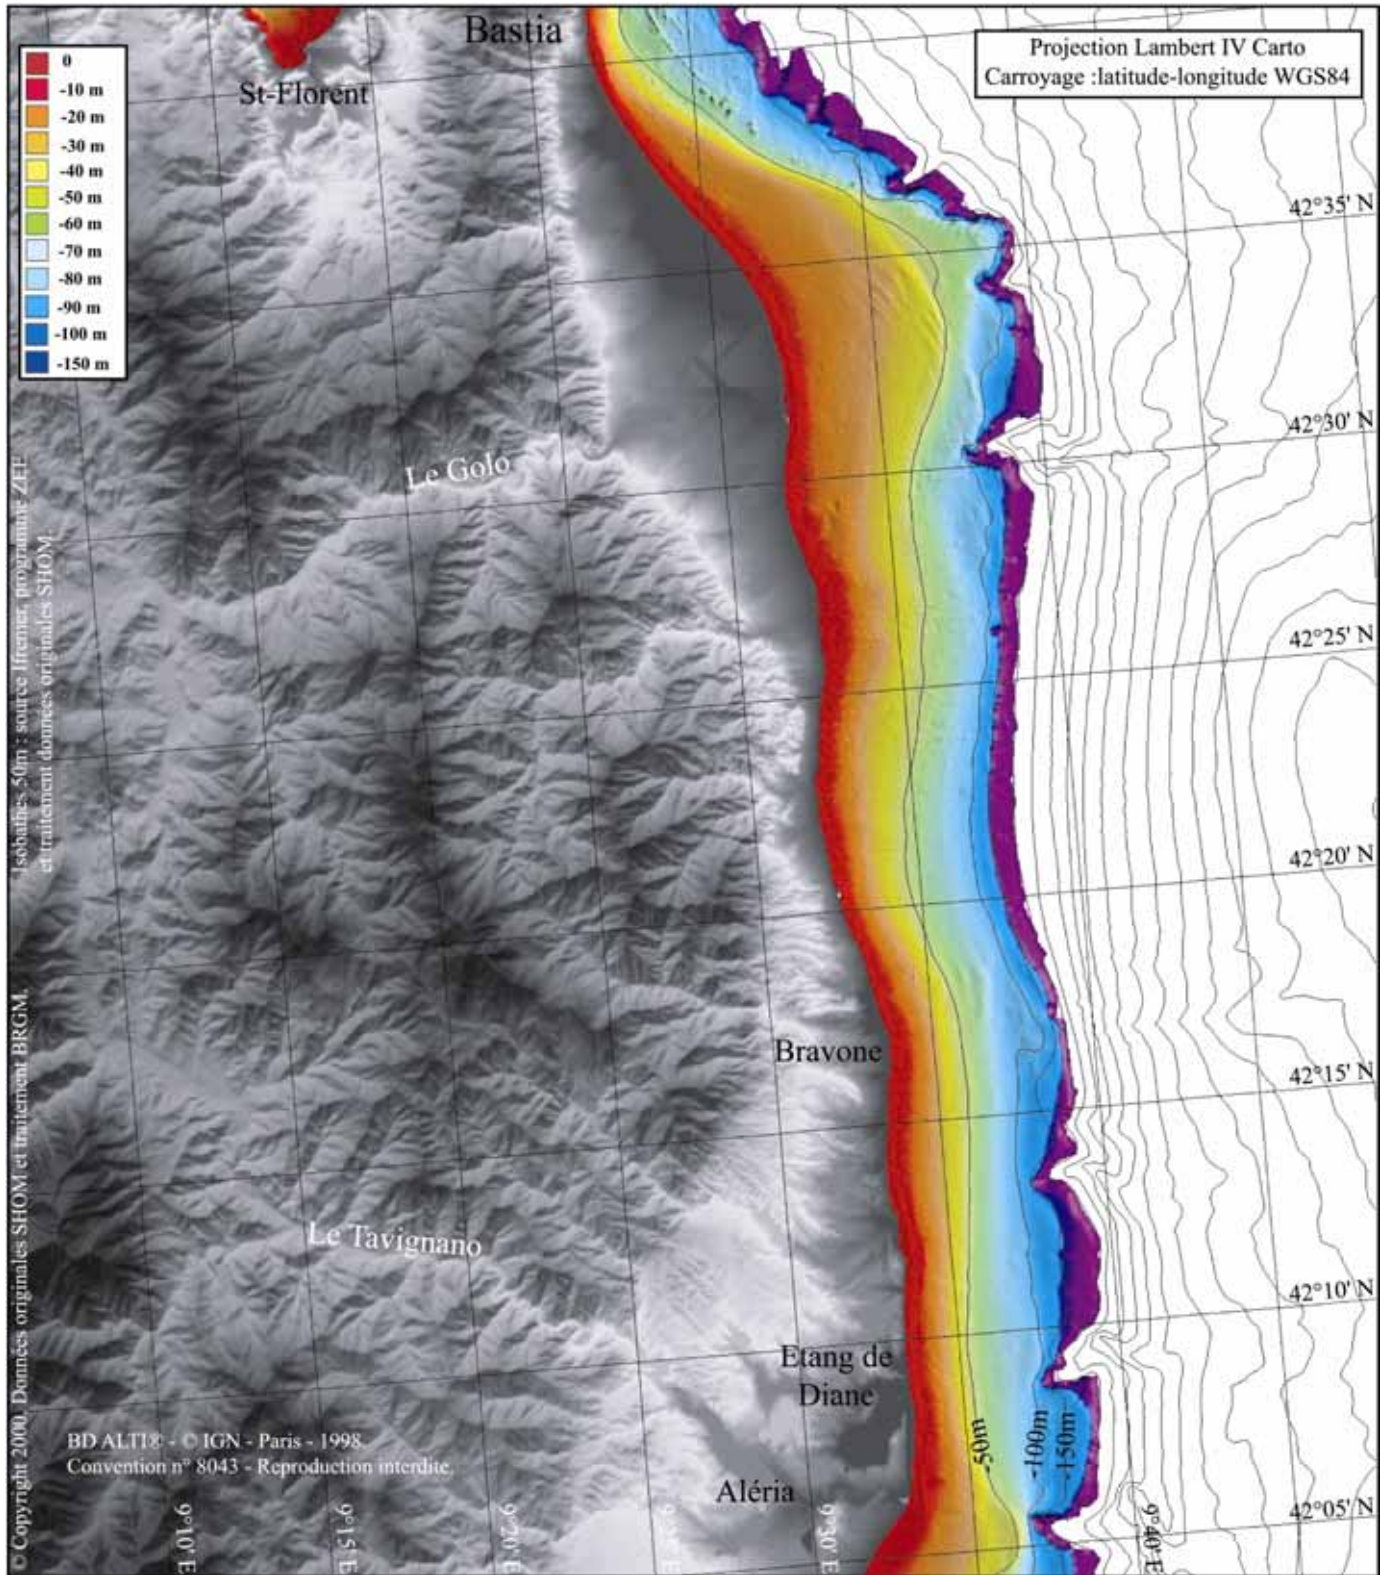 Bastia
Projection Lambert IV Carto
Carroyage :latitude-longitude WGS84
0
-10 m
-20 m
-30 m
-40 m
-50 m
-60 m
-70 m
-80 m
-90 m
-100 m
-150 m
St-Florent
42°35' N
42°30' N
Le Golo
Isobathes 50m : source Ifremer, programme ZEE
et traitement données originales SHOM.
42°25' N
42°20' N
Bravone
42°15' N
Le Tavignano
42°10' N
Etang de
Diane
-50m
-100m
-150m
BD ALTI® - © IGN - Paris - 1998.
Convention n° 8043 - Reproduction interdite.
Aléria
42°05' N
© Copyright 2000. Données originales SHOM et traitement BRGM.
9°10' E
9°15' E
9°20' E
9°30' E
9°40' E